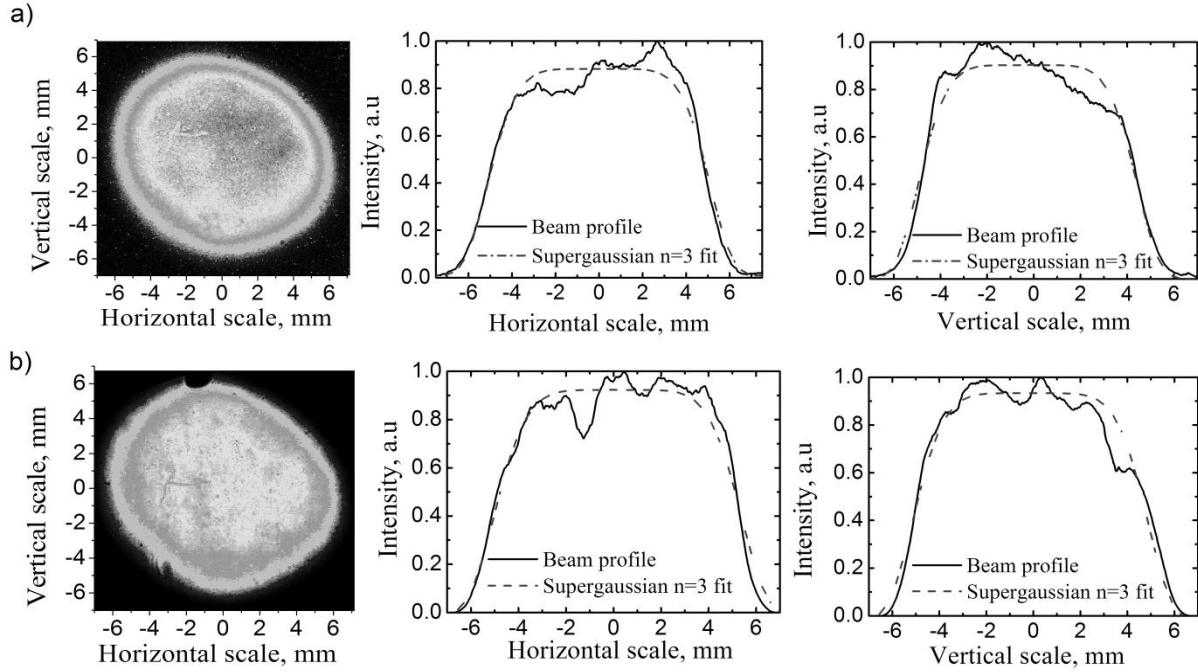 a)
Vertical scale, mm
6
4
2
0
-2
-4
-6
-6 -4 -2 0 2 4 6
Horizontal scale, mm
Intensity, a.u
1.0
0.8
0.6
0.4
0.2
0.0
Beam profile
Supergaussian n=3 fit
-6 -4 -2 0 2 4 6
Horizontal scale, mm
Intensity, a.u
1.0
0.8
0.6
0.4
0.2
0.0
Beam profile
Supergaussian n=3 fit
-6 -4 -2 0 2 4 6
Vertical scale, mm
b)
Vertical scale, mm
6
4
2
0
-2
-4
-6
-6 -4 -2 0 2 4 6
Horizontal scale, mm
Intensity, a.u
1.0
0.8
0.6
0.4
0.2
0.0
Beam profile
Supergaussian n=3 fit
-6 -4 -2 0 2 4 6
Horizontal scale, mm
Intensity, a.u
1.0
0.8
0.6
0.4
0.2
0.0
Beam profile
Supergaussian n=3 fit
-6 -4 -2 0 2 4 6
Vertical scale, mm